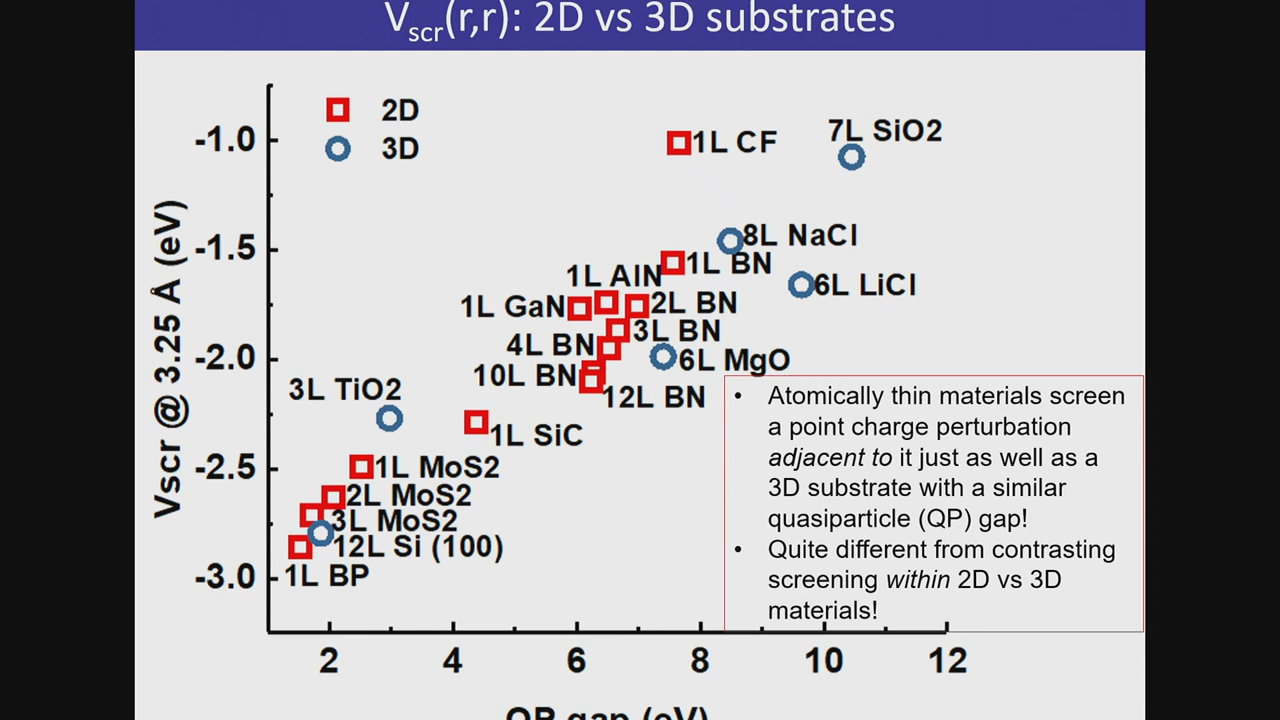 Vscr(r,r): 2D vs 3D substrates
2D
3D
-1.0
-1.5
-2.0
-2.5
-3.0
Vscr @ 3.25 Å (eV)
1L CF
7L SiO2
8L NaCl
1L BN
6L LiCl
1L AlN
1L GaN
2L BN
3L BN
4L BN
6L MgO
10L BN
12L BN
3L TiO2
1L SiC
1L MoS2
2L MoS2
3L MoS2
12L Si (100)
1L BP
• Atomically thin materials screen
a point charge perturbation
adjacent to it just as well as a
3D substrate with a similar
quasiparticle (QP) gap!
• Quite different from contrasting
screening within 2D vs 3D
materials!
2 4 6 8 10 12
QP gap (eV)